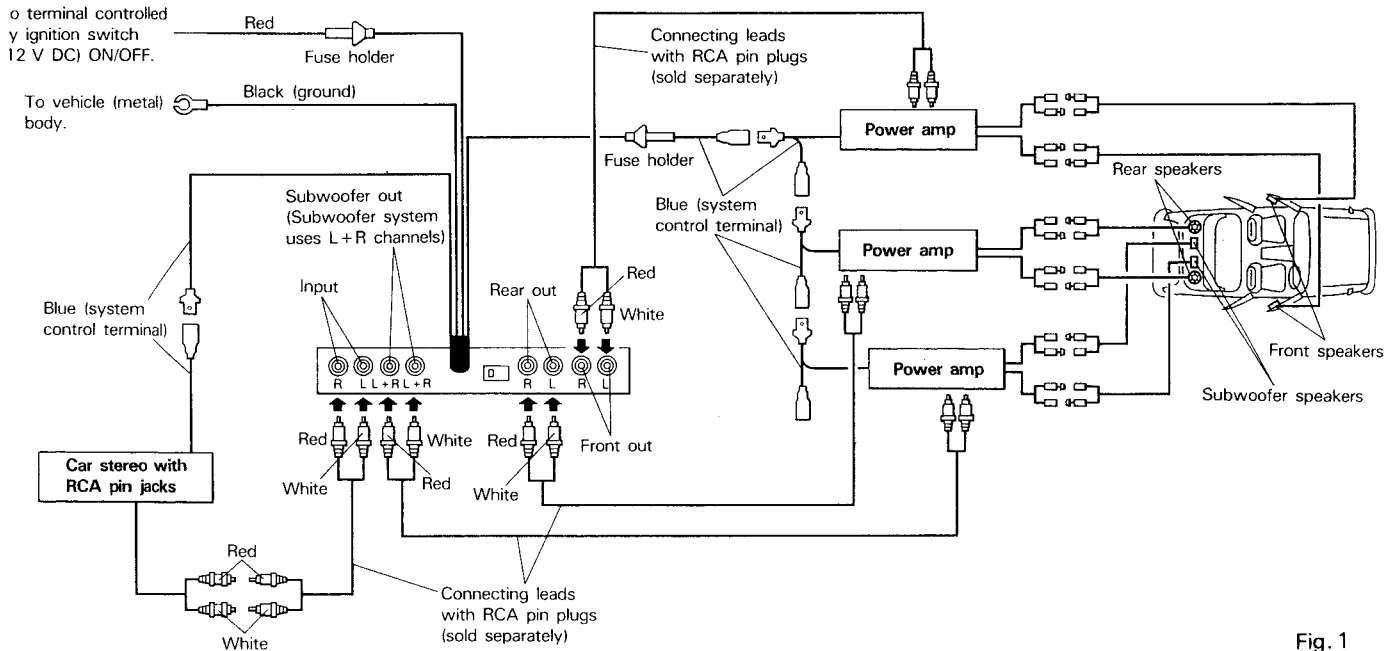 o terminal controlled
y ignition switch
12 V DC) ON/OFF.
Red
Fuse holder
To vehicle (metal)
body.
Black (ground)
Connecting leads
with RCA pin plugs
(sold separately)
Power amp
Fuse holder
Rear speakers
Subwoofer out
(Subwoofer system
uses L+R channels)
Blue (system
control terminal)
Power amp
Blue (system
control terminal)
Input
Rear out
Red
White
Front speakers
R L L+R L+R R L R L
Power amp
Subwoofer speakers
Red
White
White
Red
Red
White
Front out
Car stereo with
RCA pin jacks
Red
White
Connecting leads
with RCA pin plugs
(sold separately)
Fig. 1